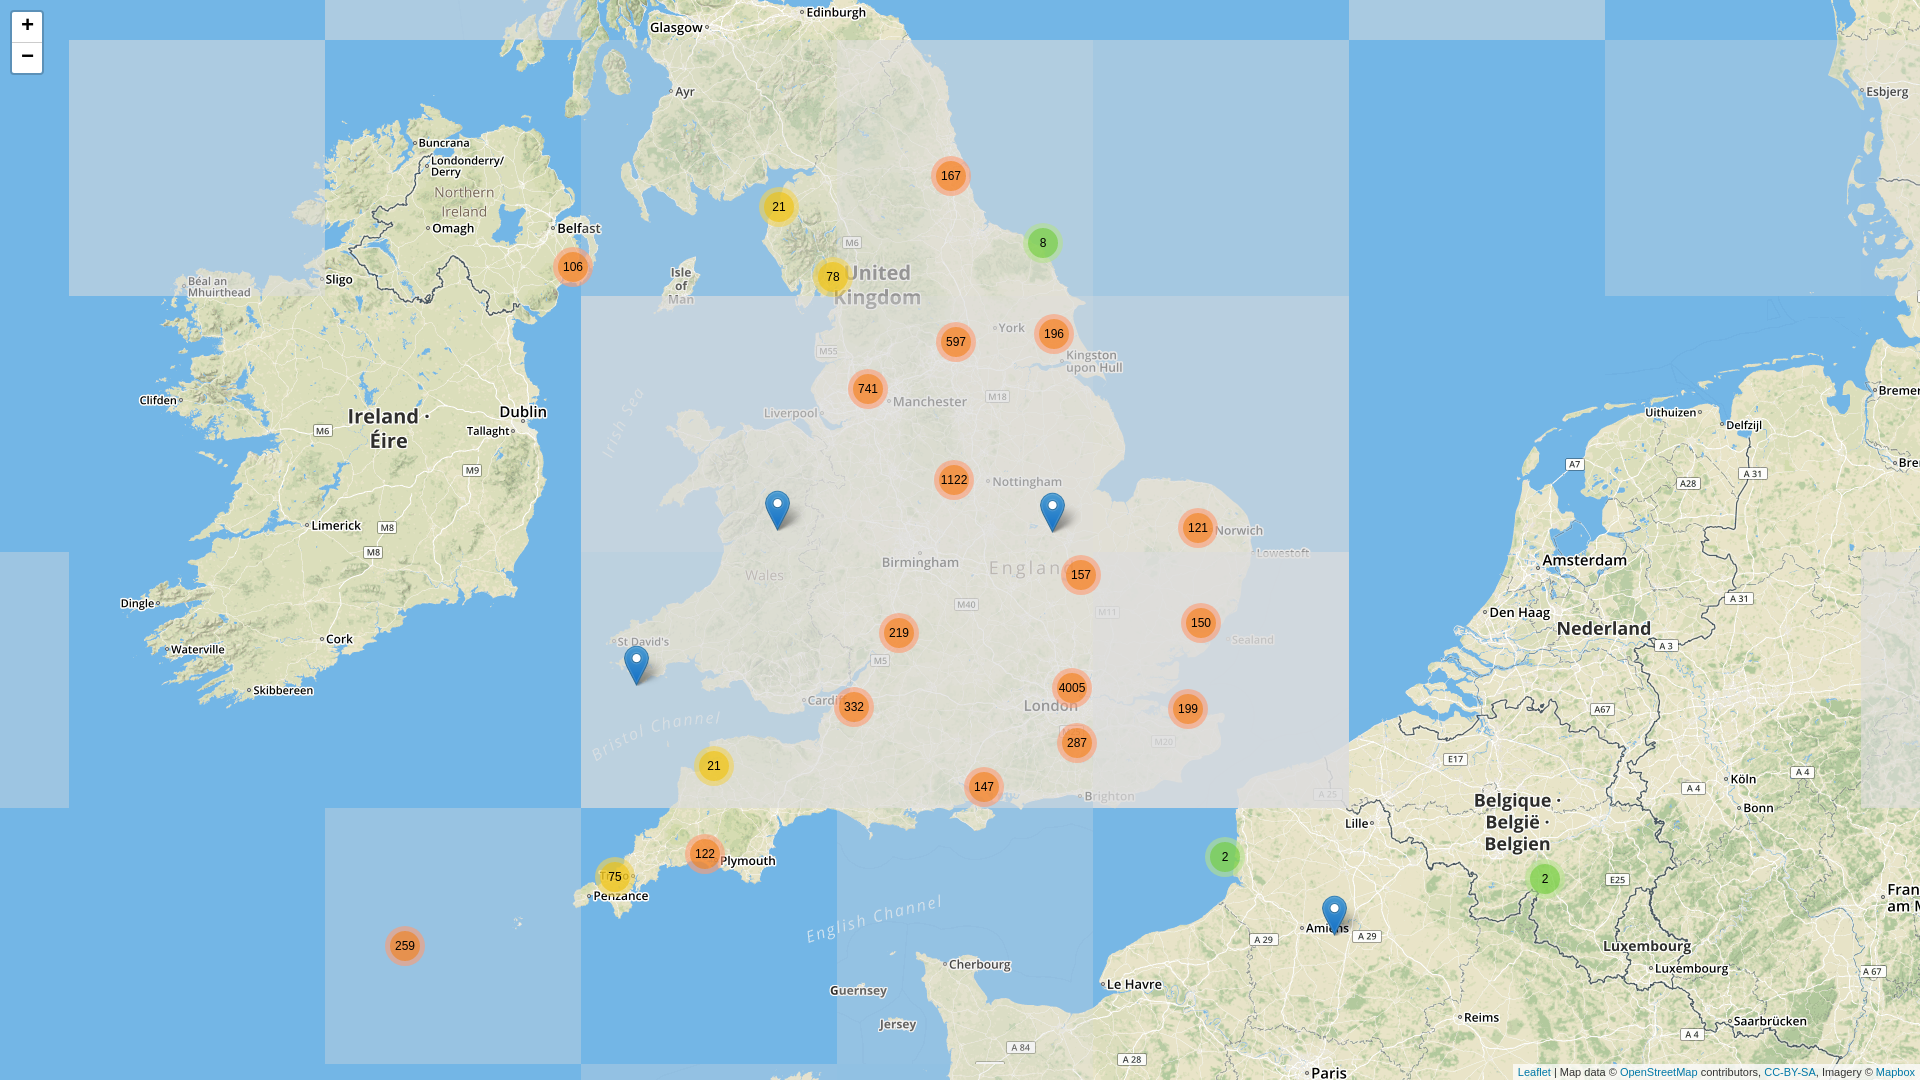 +
−
Edinburgh
Glasgow
Ayr
Esbjerg
Buncrana
Londonderry/
Derry
Northern
Ireland
Omagh
Belfast
Sligo
Béal an
Mhuirthead
Isle
of
Man
167
21
8
106
78
M6
United
Kingdom
597
York
196
Kingston
upon Hull
M55
741
Manchester
M18
Liverpool
Irish Sea
Clifden
Ireland ·
Éire
Dublin
Tallaght
M6
M9
Limerick
M8
M8
Dingle
Cork
Waterville
Skibbereen
1122
Nottingham
121
Norwich
Lowestoft
Birmingham
Wales
Englan
157
M40
M11
150
Sealand
219
St David's
M5
4005
London
199
Cardi
332
287
M20
Bristol Channel
21
147
Brighton
A 25
122
Plymouth
75
Penzance
259
English Channel
Cherbourg
Guernsey
Jersey
Le Havre
A 84
A 28
Paris
Reims
2
Lille
Amiens
A 29
A 29
Uithuizen
Delfzijl
Bremer
Bre
A7
A 31
A28
Amsterdam
A 31
Den Haag
Nederland
A 3
A67
E17
Köln
A 4
A 4
Bonn
Belgique ·
België ·
Belgien
2
E25
Fran
am M
Luxembourg
Luxembourg
A 67
Saarbrücken
A 4
Leaflet | Map data © OpenStreetMap contributors, CC-BY-SA, Imagery © Mapbox